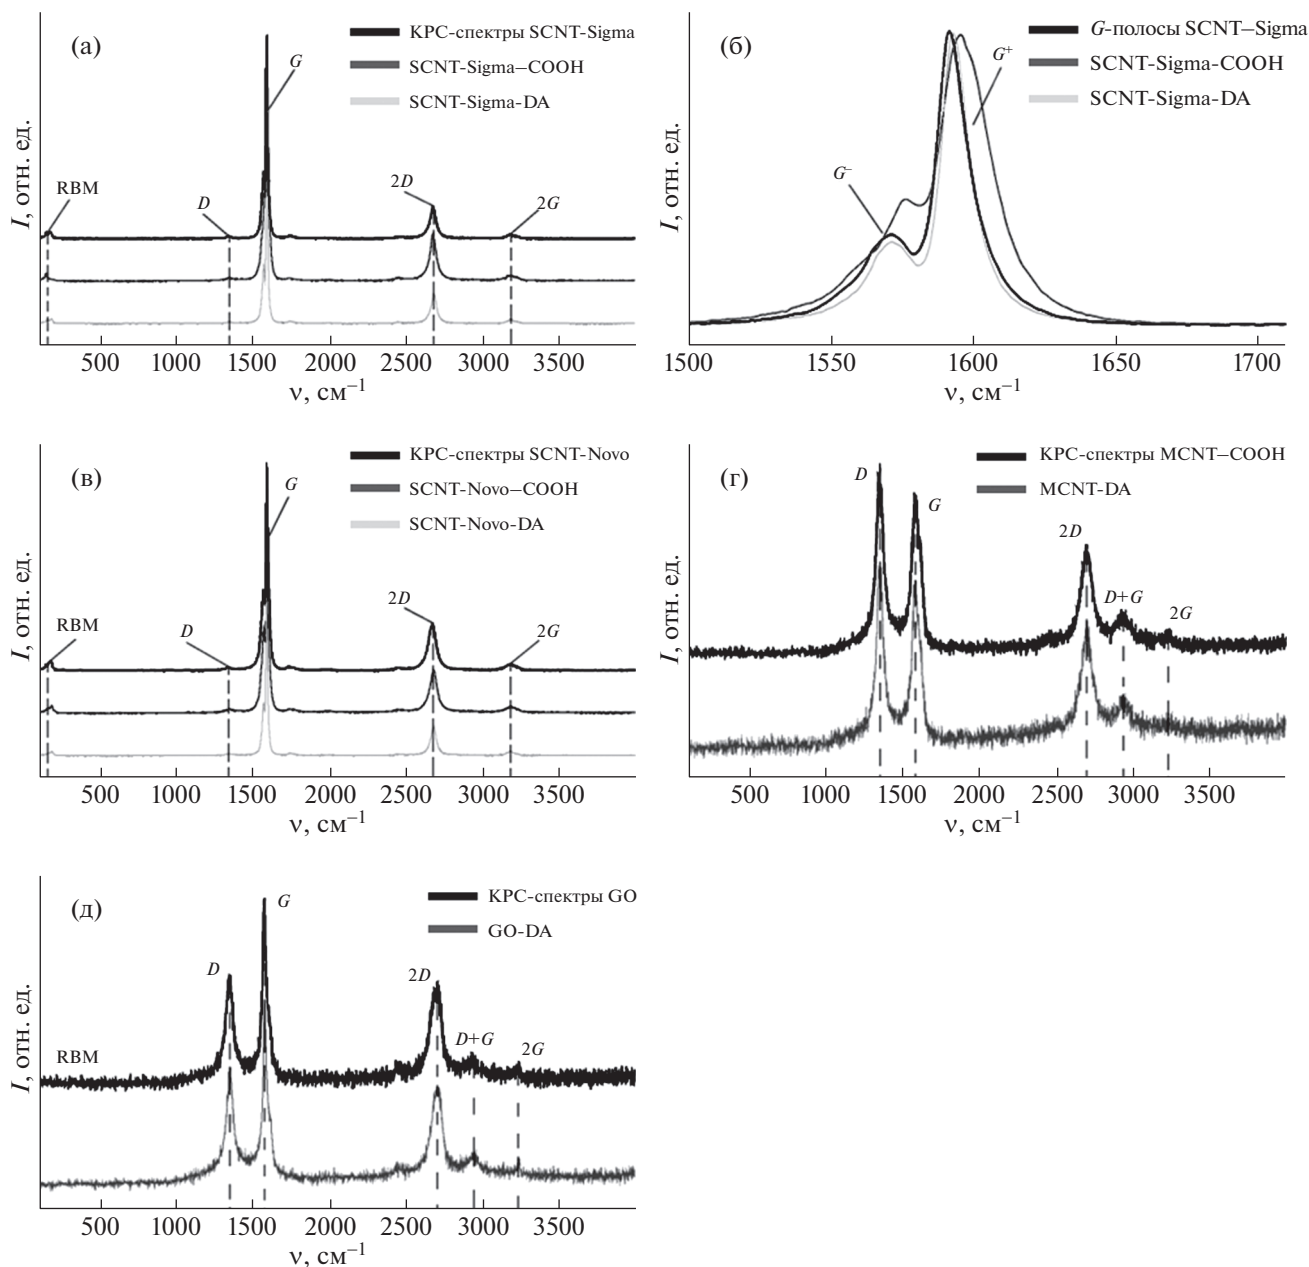 (а)
КРС-спектры SCNT-Sigma
SCNT-Sigma–COOH
SCNT-Sigma-DA
G
RBM
D
2D
2G
I, отн. ед.
500 1000 1500 2000 2500 3000 3500
ν, см⁻¹
(б)
G-полосы SCNT–Sigma
SCNT-Sigma-COOH
SCNT-Sigma-DA
G⁺
G⁻
I, отн. ед.
1500 1550 1600 1650 1700
ν, см⁻¹
(в)
КРС-спектры SCNT-Novo
SCNT-Novo–COOH
SCNT-Novo-DA
G
RBM
D
2D
2G
I, отн. ед.
500 1000 1500 2000 2500 3000 3500
ν, см⁻¹
(г)
КРС-спектры MCNT–COOH
MCNT-DA
D
G
2D
D+G
2G
I, отн. ед.
500 1000 1500 2000 2500 3000 3500
ν, см⁻¹
(д)
КРС-спектры GO
GO-DA
G
D
2D
D+G
2G
RBM
I, отн. ед.
500 1000 1500 2000 2500 3000 3500
ν, см⁻¹